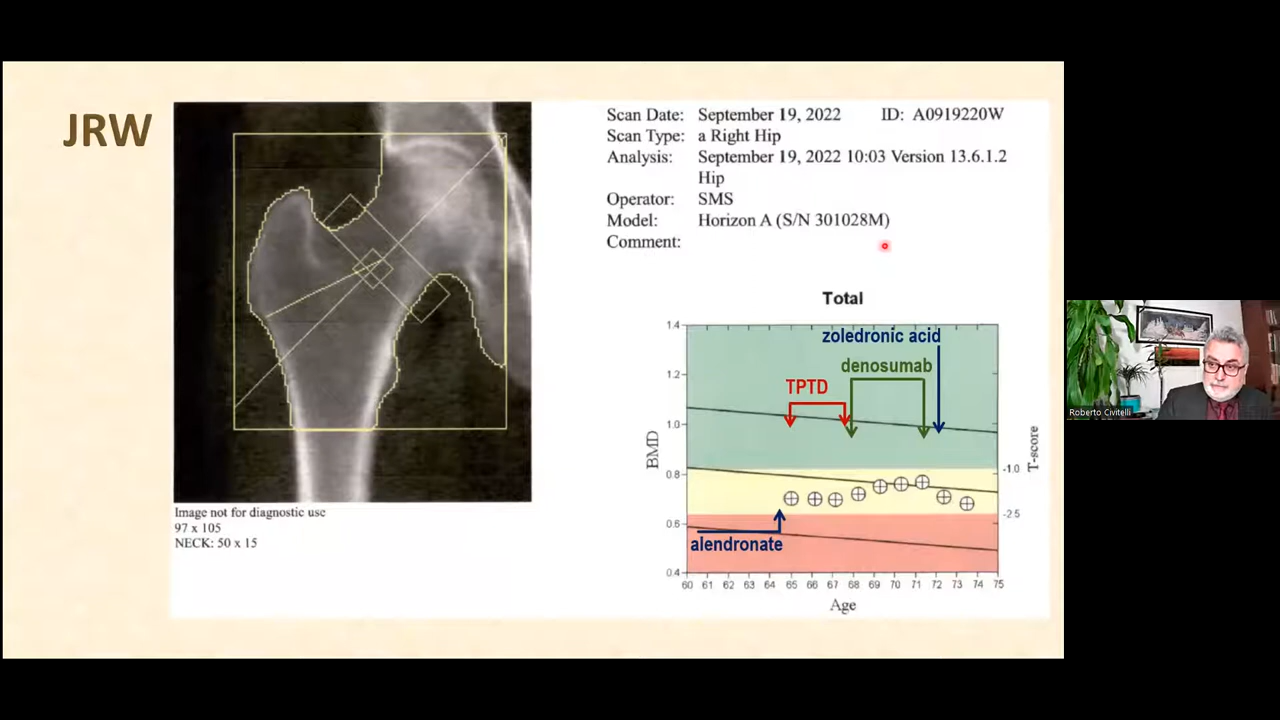 JRW
Scan Date: September 19, 2022 ID: A0919220W
Scan Type: a Right Hip
Analysis: September 19, 2022 10:03 Version 13.6.1.2
Hip
Operator: SMS
Model: Horizon A (S/N 301028M)
Comment:
Image not for diagnostic use
97 x 105
NECK: 50 x 15
Total
zoledronic acid
denosumab
TPTD
alendronate
BMD
1.4
1.2
1.0
0.8
0.6
0.4
T-score
-1.0
-2.5
60 61 62 63 64 65 66 67 68 69 70 71 72 73 74 75
Age
Roberto Civitelli